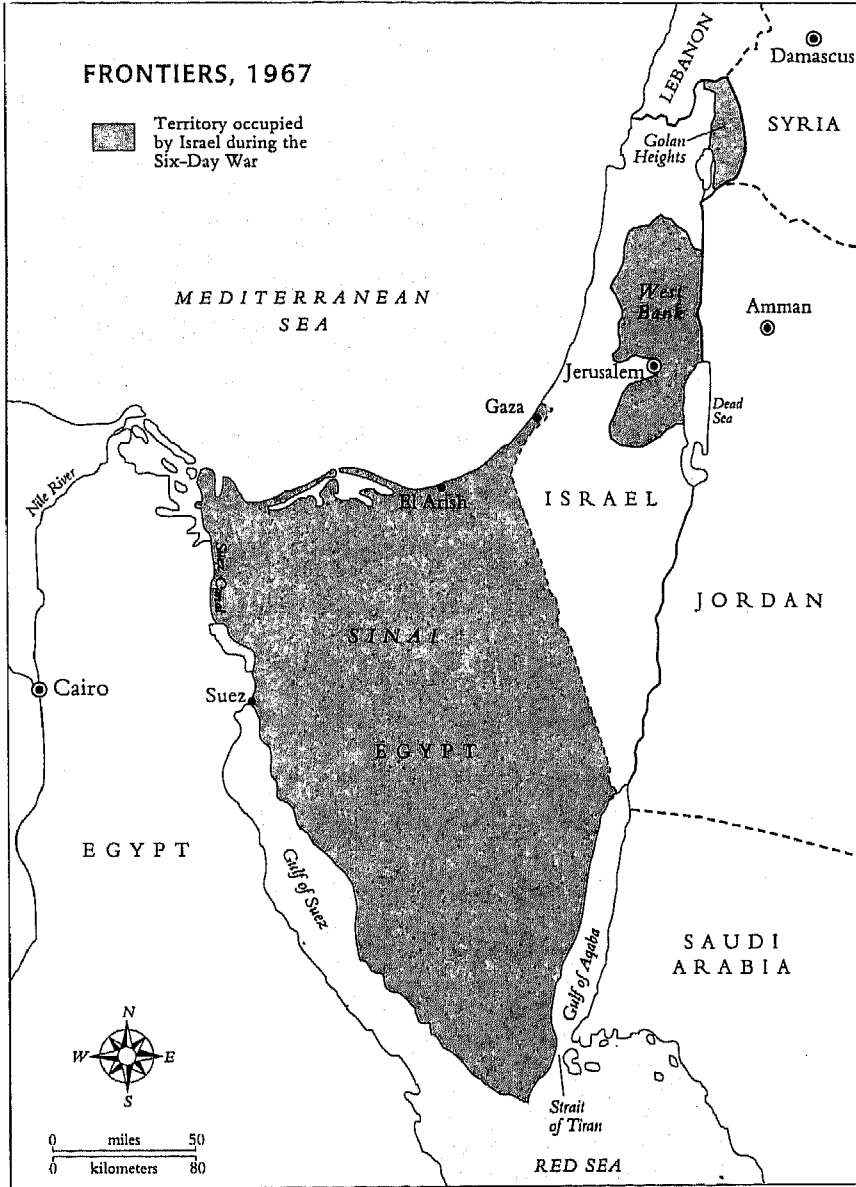 FRONTIERS, 1967
Territory occupied
by Israel during the
Six-Day War
LEBANON
Damascus
SYRIA
Golan
Heights
MEDITERRANEAN
SEA
West
Bank
Amman
Jerusalem
Gaza
Dead
Sea
Nile River
El Arish
ISRAEL
Suez Canal
SINAI
JORDAN
Cairo
Suez
EGYPT
EGYPT
Gulf of Suez
Gulf of Aqaba
SAUDI
ARABIA
N
W
E
S
Strait
of Tiran
0 miles 50
0 kilometers 80
RED SEA